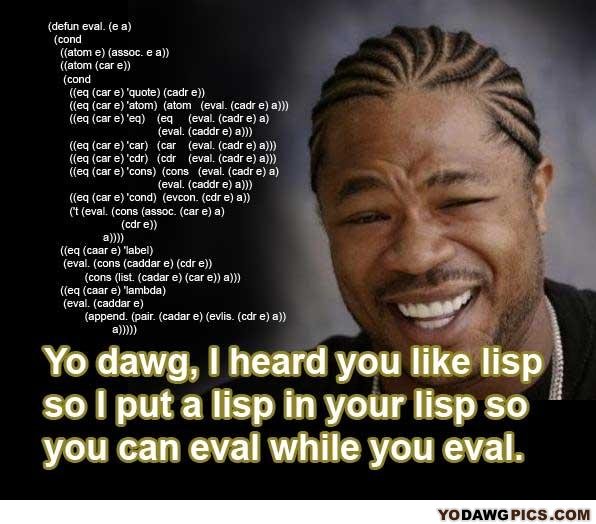 (defun eval. (e a)
(cond
((atom e) (assoc. e a))
((atom (car e))
(cond
((eq (car e) 'quote) (cadr e))
((eq (car e) 'atom) (atom (eval. (cadr e) a)))
((eq (car e) 'eq) (eq (eval. (cadr e) a)
(eval. (caddr e) a)))
((eq (car e) 'car) (car (eval. (cadr e) a)))
((eq (car e) 'cdr) (cdr (eval. (cadr e) a)))
((eq (car e) 'cons) (cons (eval. (cadr e) a)
(eval. (caddr e) a)))
((eq (car e) 'cond) (evcon. (cdr e) a))
('t (eval. (cons (assoc. (car e) a)
(cdr e))
a))))
((eq (caar e) 'label)
(eval. (cons (caddar e) (cdr e))
(cons (list. (cadar e) (car e)) a)))
((eq (caar e) 'lambda)
(eval. (caddar e)
(append. (pair. (cadar e) (evlis. (cdr e) a))
a)))))
Yo dawg, I heard you like lisp
so I put a lisp in your lisp so
you can eval while you eval.
YODAWGPICS.COM